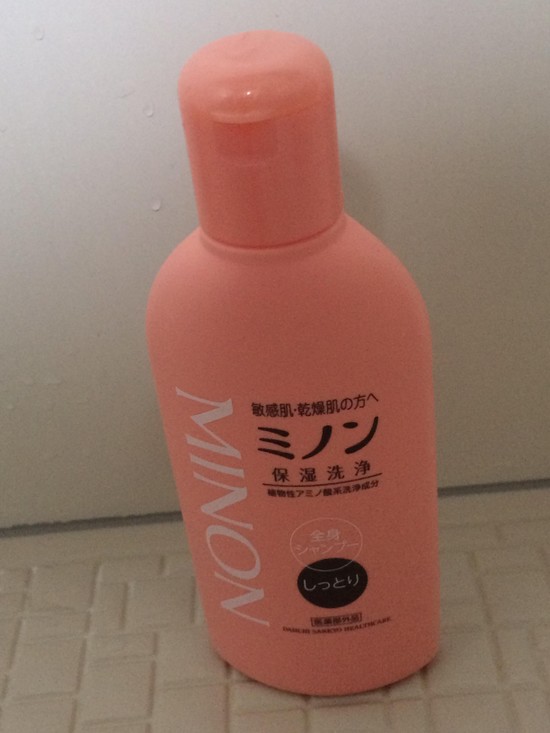 MINON
敏感肌・乾燥肌の方へ
ミノン
保湿洗浄
植物性アミノ酸系洗浄成分
全身
シャンプー
しっとり
医薬部外品
DAIICHI SANKYO HEALTHCARE